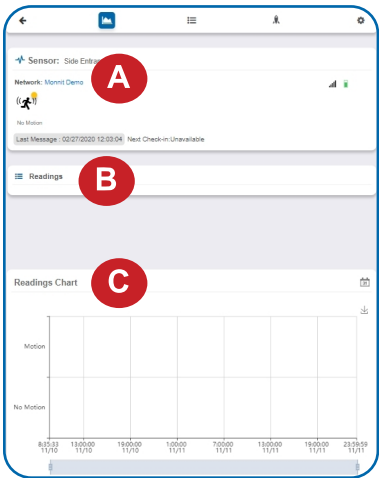 Sensor: Side Entra
A
Network: Monnit Demo
No Motion
Last Message : 02/27/2020 12:03:04 Next Check-in:Unavailable
Readings
B
Readings Chart
C
31
Motion
No Motion
8:35:33 13:00:00 19:00:00 1:00:00 7:00:00 13:00:00 19:00:00 23:59:59
11/10 11/10 11/10 11/11 11/11 11/11 11/11 11/11